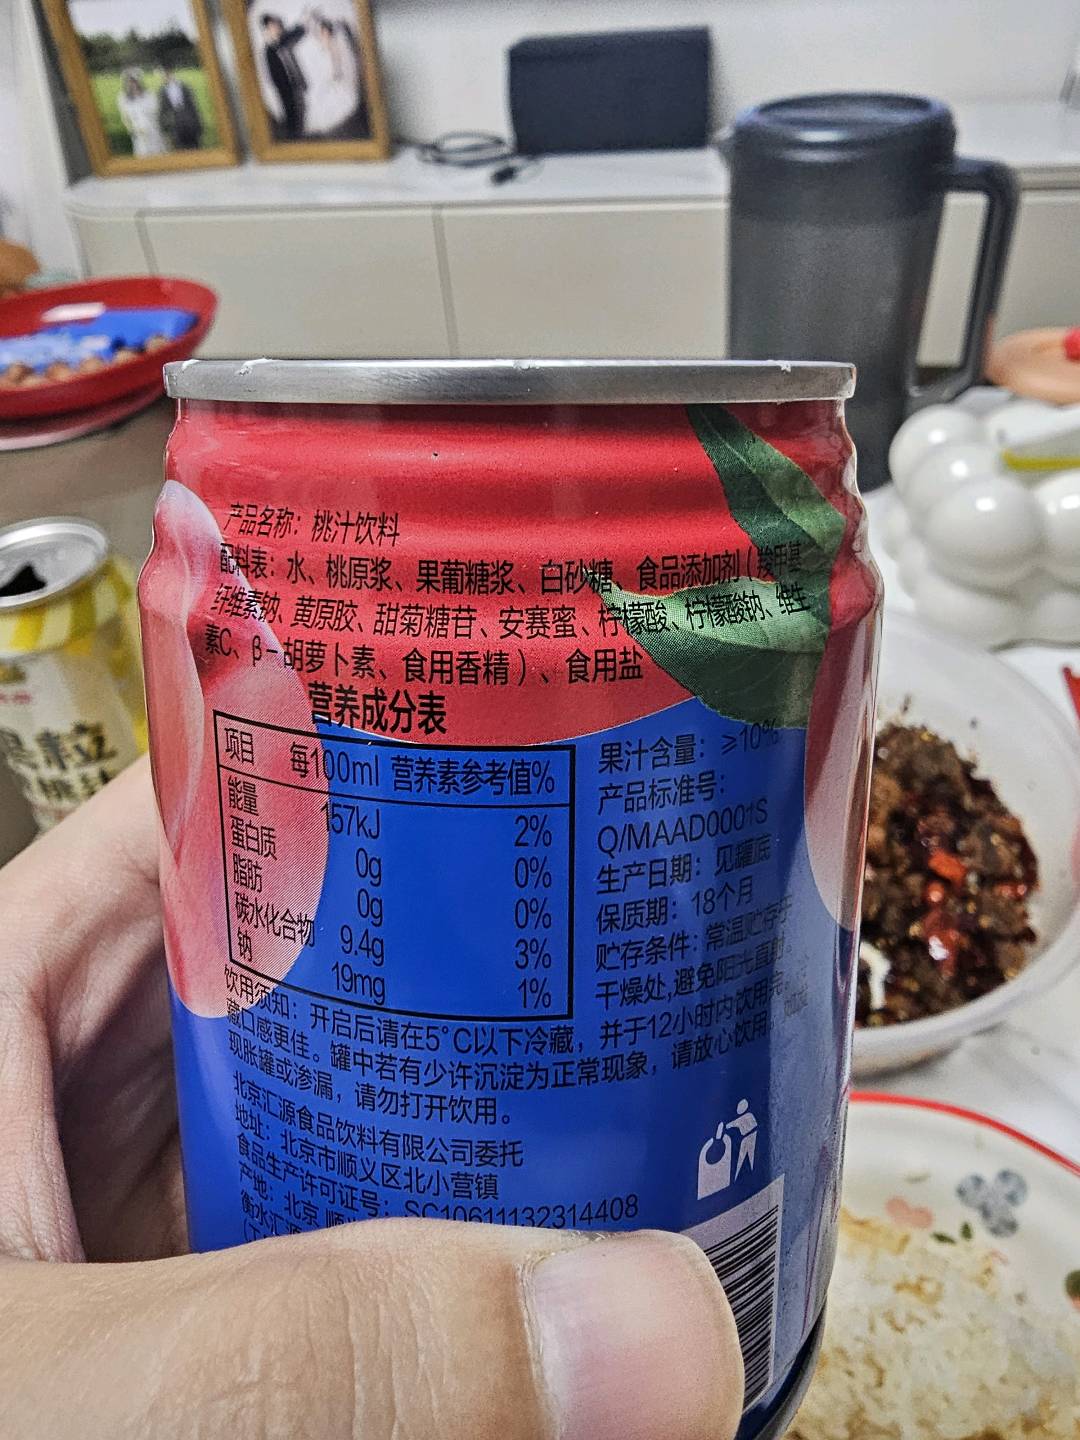 产品名称：桃汁饮料
配料表：水、桃原浆、果葡糖浆、白砂糖、食品添加剂（羧甲基
纤维素钠、黄原胶、甜菊糖苷、安赛蜜、柠檬酸、柠檬酸钠、维生
素C、β-胡萝卜素、食用香精）、食用盐
营养成分表
项目 每100ml 营养素参考值%
能量 157kJ 2%
蛋白质 0g 0%
脂肪 0g 0%
碳水化合物 9.4g 3%
钠 19mg 1%
果汁含量：≥10%
产品标准号：
Q/MAAD0001S
生产日期：见罐底
保质期：18个月
贮存条件：常温贮存于
干燥处,避免阳光直射。
饮用须知：开启后请在5°C以下冷藏，并于12小时内饮用完。
藏口感更佳。罐中若有少许沉淀为正常现象，请放心饮用。
现胀罐或渗漏，请勿打开饮用。
北京汇源食品饮料有限公司委托
地址：北京市顺义区北小营镇
食品生产许可证号：SC10611132314408
产地：北京 顺
衡水汇源
粒
桃